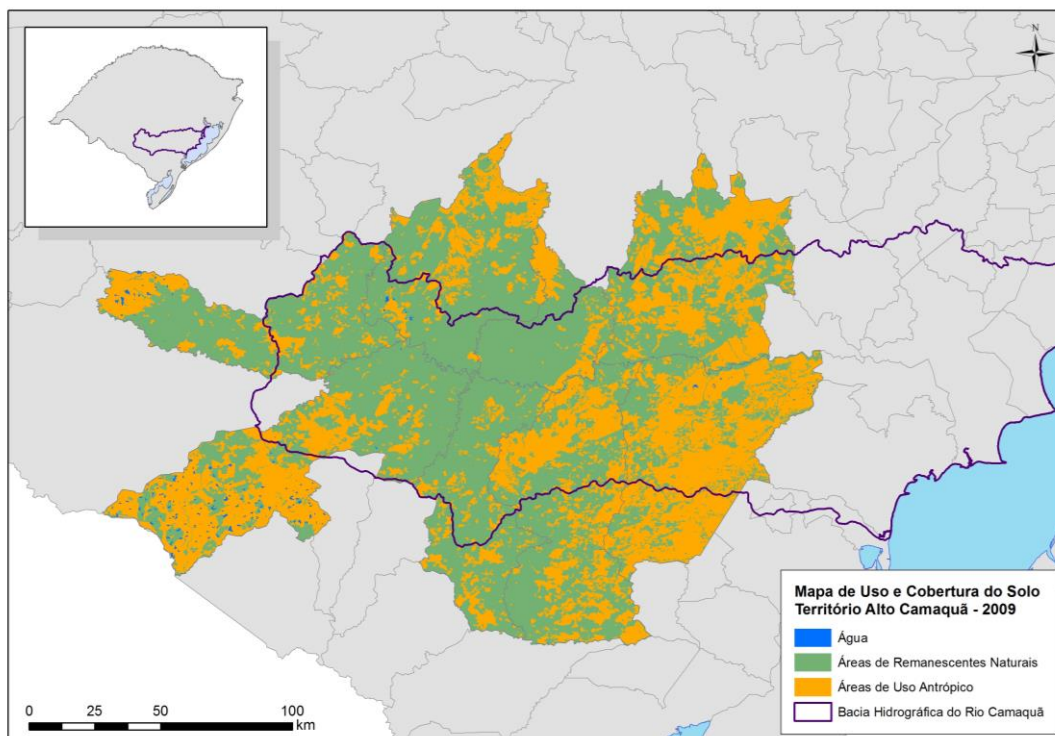 N
Mapa de Uso e Cobertura do Solo
Território Alto Camaquã - 2009
Água
Áreas de Remanescentes Naturais
Áreas de Uso Antrópico
Bacia Hidrográfica do Rio Camaquã
0 25 50 100
km